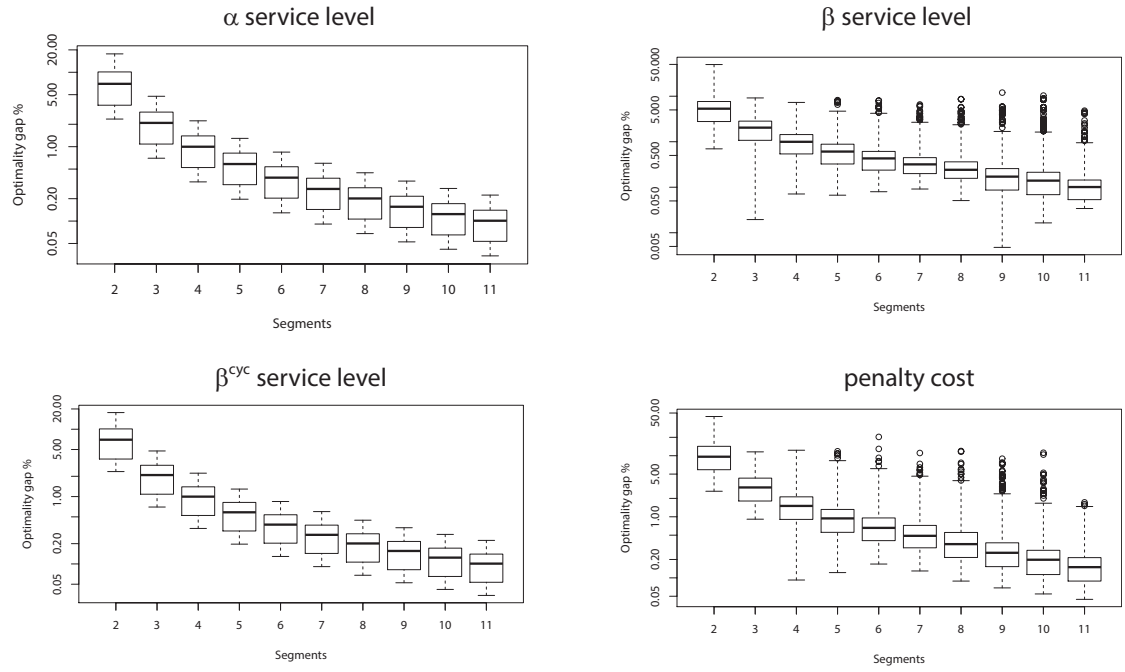 α service level
Optimality gap %
20.00
5.00
1.00
0.20
0.05
2 3 4 5 6 7 8 9 10 11
Segments
β service level
Optimality gap %
50.000
5.000
0.500
0.050
0.005
2 3 4 5 6 7 8 9 10 11
Segments
βcyc service level
Optimality gap %
20.00
5.00
1.00
0.20
0.05
2 3 4 5 6 7 8 9 10 11
Segments
penalty cost
Optimality gap %
50.00
5.00
1.00
0.20
0.05
2 3 4 5 6 7 8 9 10 11
Segments